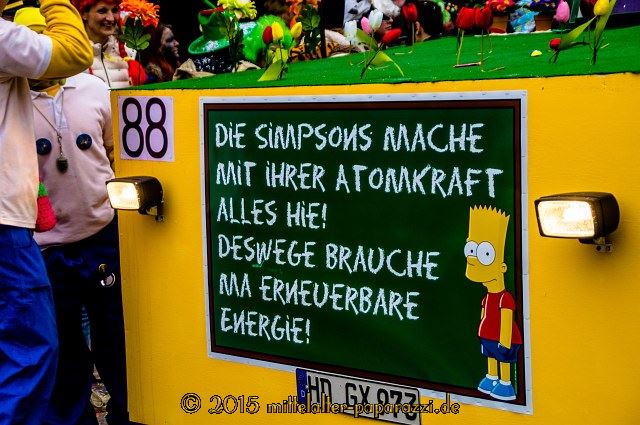 88
DIE SIMPSONS MACHE
MIT IHRER ATOMKRAFT
ALLES HIE!
DESWEGE BRAUCHE
MA ERNEUERBARE
ENERGIE!
HD GX 973
© 2015 mittelalter-paparazzi.de